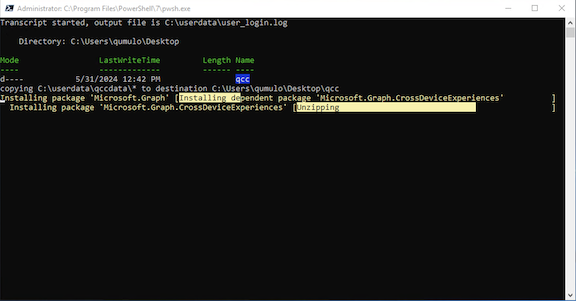 Administrator: C:\Program Files\PowerShell\7\pwsh.exe
Transcript started, output file is C:\userdata\user_login.log
Directory: C:\Users\qumulo\Desktop
Mode LastWriteTime Length Name
---- ------------- ------ ----
d---- 5/31/2024 12:42 PM qcc
copying C:\userdata\qccdata\* to destination C:\Users\qumulo\Desktop\qcc
Installing package 'Microsoft.Graph' [Installing dependent package 'Microsoft.Graph.CrossDeviceExperiences' ]
Installing package 'Microsoft.Graph.CrossDeviceExperiences' [Unzipping ]